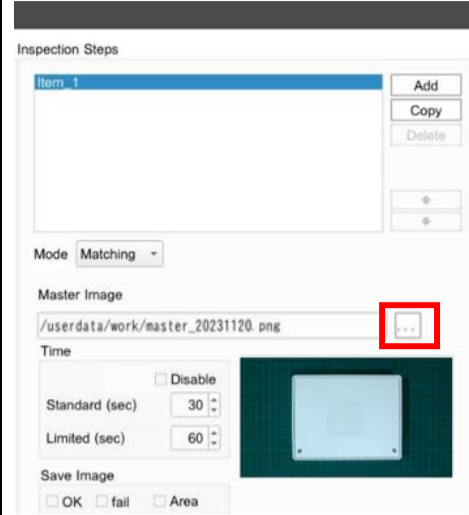 Inspection Steps
Item_1
Add
Copy
Delete
Mode Matching
Master Image
/userdata/work/master_20231120.png
...
Time
Disable
Standard (sec) 30
Limited (sec) 60
Save Image
OK fail Area